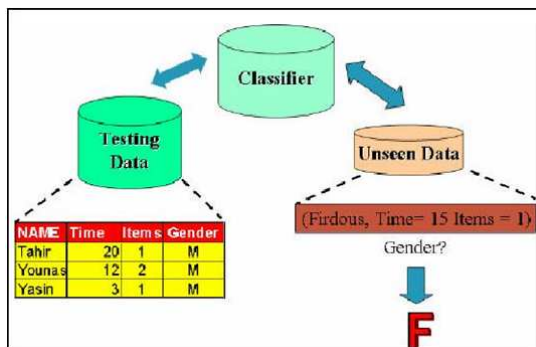 Classifier
Testing
Data
Unseen Data
NAME Time Items Gender
Tahir 20 1 M
Younas 12 2 M
Yasin 3 1 M
(Firdous, Time= 15 Items = 1)
Gender?
F